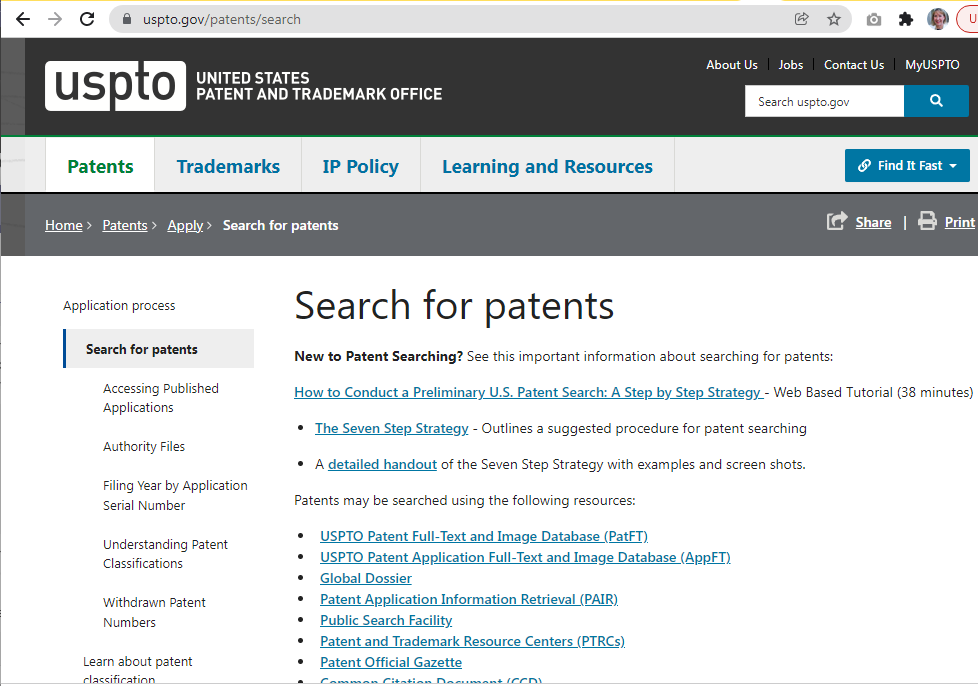 uspto.gov/patents/search
uspto UNITED STATES
PATENT AND TRADEMARK OFFICE
About Us | Jobs | Contact Us | MyUSPTO
Search uspto.gov
Patents Trademarks IP Policy Learning and Resources
Find It Fast
Home > Patents > Apply > Search for patents
Share | Print
Application process
Search for patents
Accessing Published
Applications
Authority Files
Filing Year by Application
Serial Number
Understanding Patent
Classifications
Withdrawn Patent
Numbers
Learn about patent
classification
Search for patents
New to Patent Searching? See this important information about searching for patents:
How to Conduct a Preliminary U.S. Patent Search: A Step by Step Strategy - Web Based Tutorial (38 minutes)
• The Seven Step Strategy - Outlines a suggested procedure for patent searching
• A detailed handout of the Seven Step Strategy with examples and screen shots.
Patents may be searched using the following resources:
• USPTO Patent Full-Text and Image Database (PatFT)
• USPTO Patent Application Full-Text and Image Database (AppFT)
• Global Dossier
• Patent Application Information Retrieval (PAIR)
• Public Search Facility
• Patent and Trademark Resource Centers (PTRCs)
• Patent Official Gazette
• Common Citation Document (CCD)